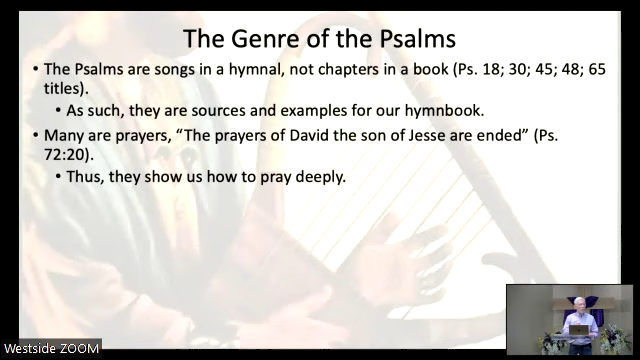 The Genre of the Psalms
• The Psalms are songs in a hymnal, not chapters in a book (Ps. 18; 30; 45; 48; 65
titles).
• As such, they are sources and examples for our hymnbook.
• Many are prayers, “The prayers of David the son of Jesse are ended” (Ps.
72:20).
• Thus, they show us how to pray deeply.
Westside ZOOM